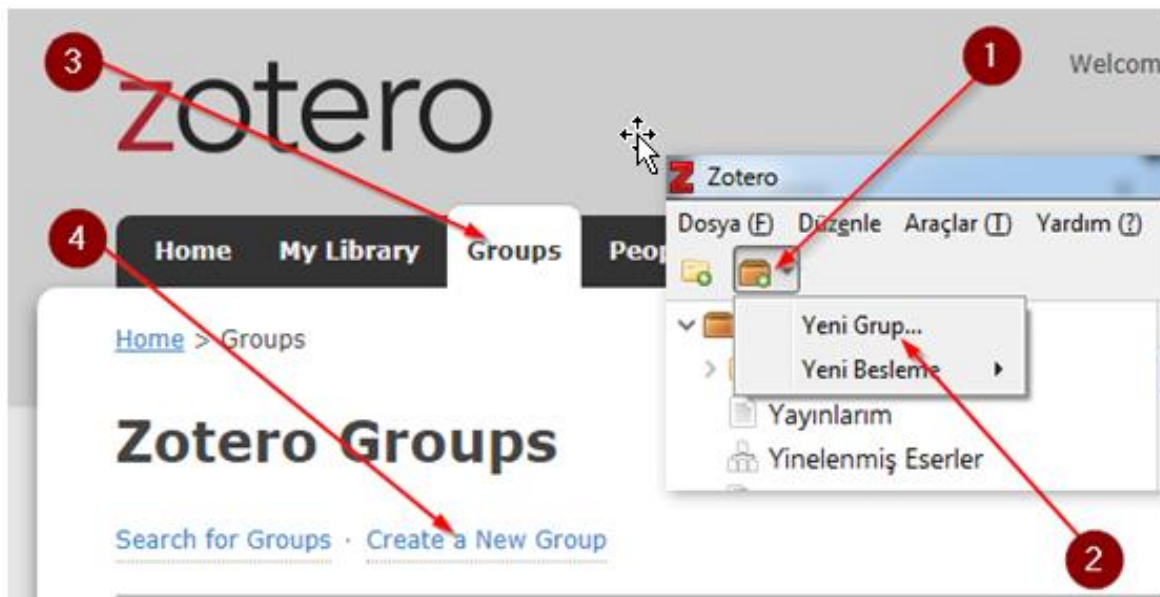 3
1
Welcom
zotero
Zotero
Dosya (F) Düzenle Araçlar (T) Yardım (?)
4
Home My Library Groups Peop
Yeni Grup...
Home > Groups
Yeni Besleme
Yayınlarım
Zotero Groups
Yinelenmiş Eserler
Search for Groups · Create a New Group
2